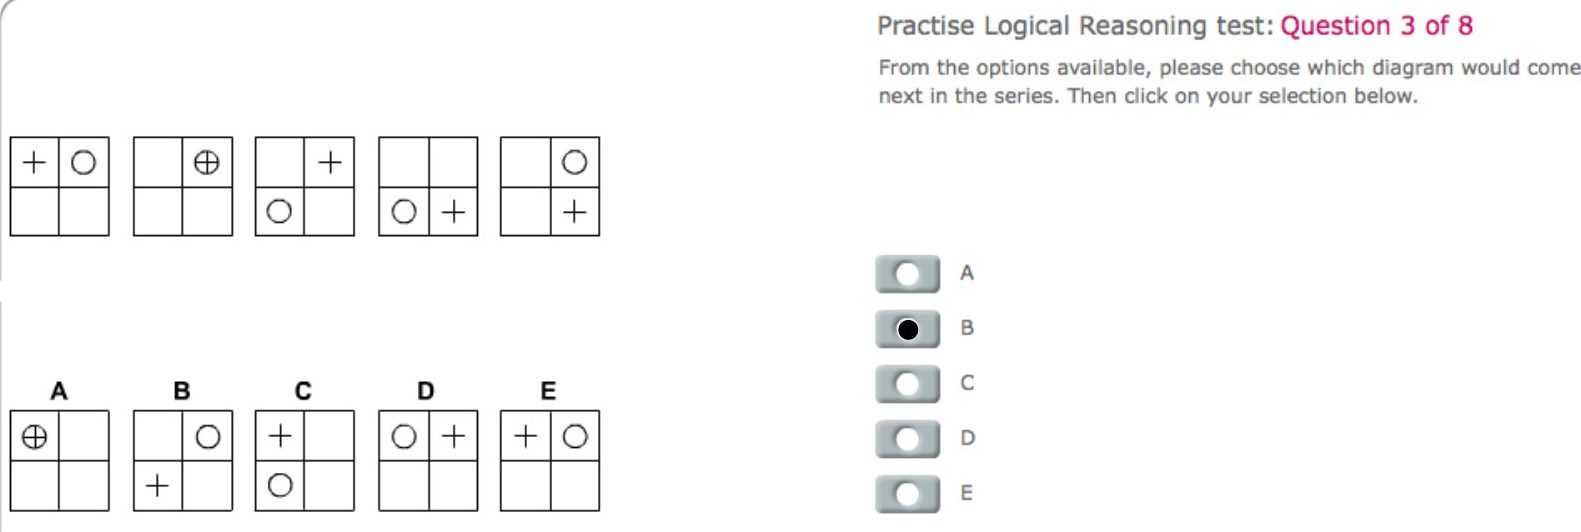 Practise Logical Reasoning test: Question 3 of 8
From the options available, please choose which diagram would come
next in the series. Then click on your selection below.
A
B
C
D
E
A B C D E